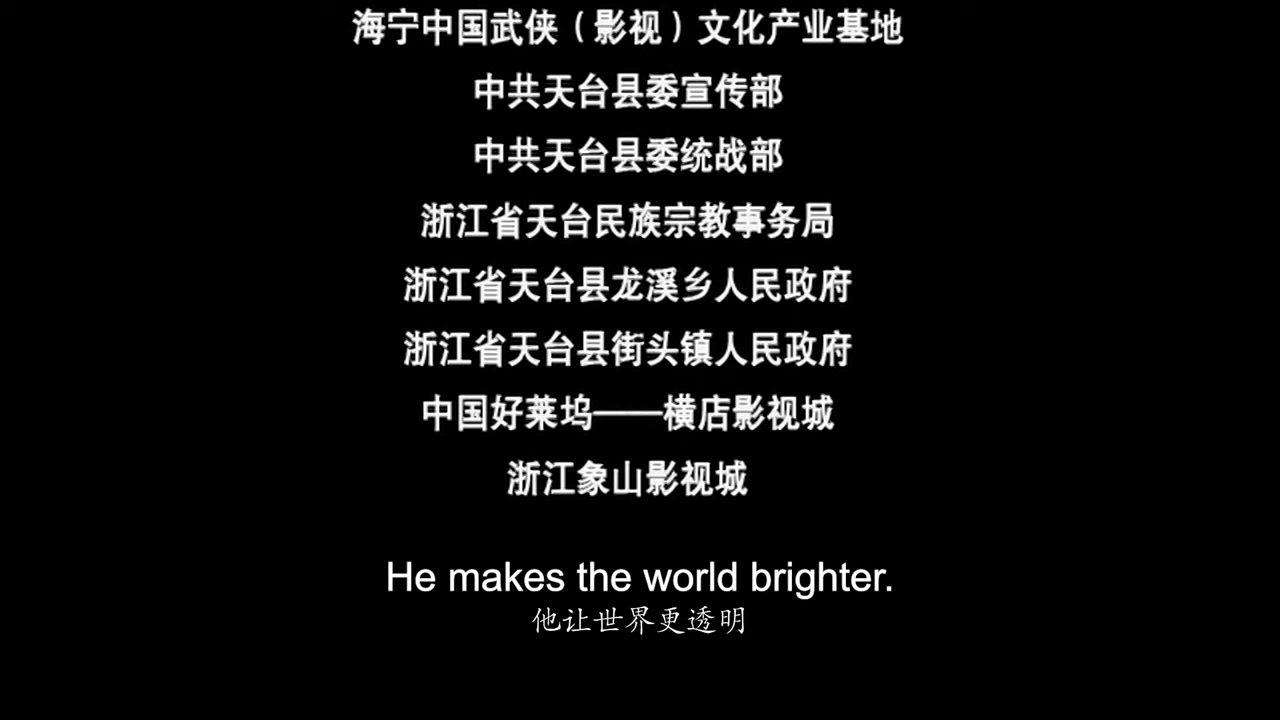 海宁中国武侠（影视）文化产业基地
中共天台县委宣传部
中共天台县委统战部
浙江省天台民族宗教事务局
浙江省天台县龙溪乡人民政府
浙江省天台县街头镇人民政府
中国好莱坞——横店影视城
浙江象山影视城
He makes the world brighter.
他让世界更透明